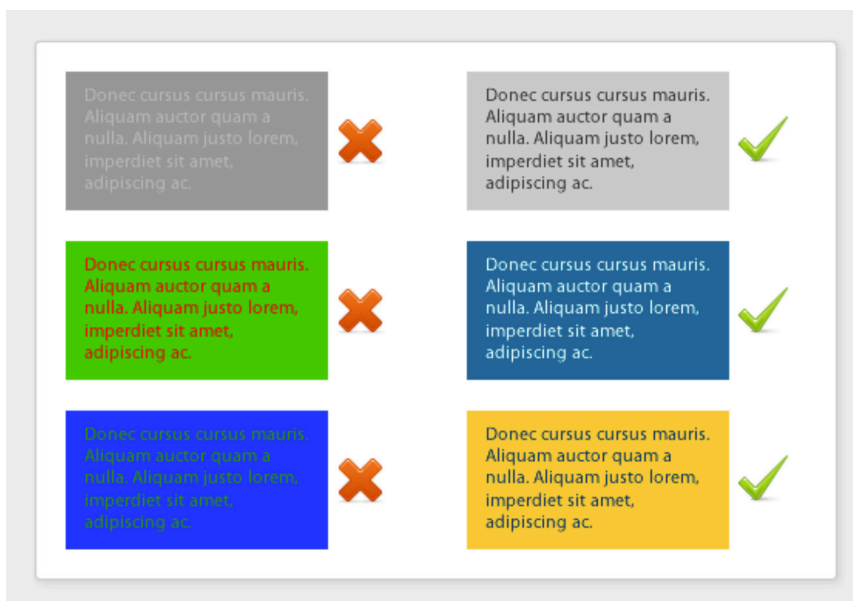 Donec cursus cursus mauris.
Aliquam auctor quam a
nulla. Aliquam justo lorem,
imperdiet sit amet,
adipiscing ac.
Donec cursus cursus mauris.
Aliquam auctor quam a
nulla. Aliquam justo lorem,
imperdiet sit amet,
adipiscing ac.
Donec cursus cursus mauris.
Aliquam auctor quam a
nulla. Aliquam justo lorem,
imperdiet sit amet,
adipiscing ac.
Donec cursus cursus mauris.
Aliquam auctor quam a
nulla. Aliquam justo lorem,
imperdiet sit amet,
adipiscing ac.
Donec cursus cursus mauris.
Aliquam auctor quam a
nulla. Aliquam justo lorem,
imperdiet sit amet,
adipiscing ac.
Donec cursus cursus mauris.
Aliquam auctor quam a
nulla. Aliquam justo lorem,
imperdiet sit amet,
adipiscing ac.